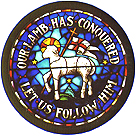 OUR LAMB HAS CONQUERED
LET US FOLLOW HIM